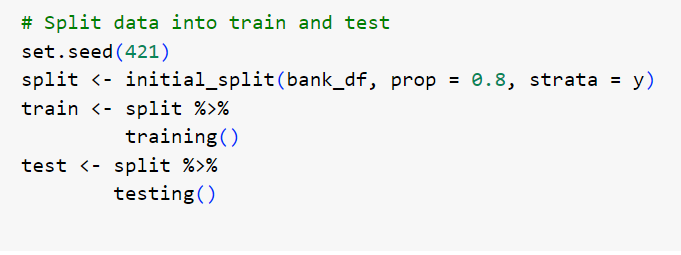 # Split data into train and test
set.seed(421)
split <- initial_split(bank_df, prop = 0.8, strata = y)
train <- split %>%
         training()
test <- split %>%
        testing()